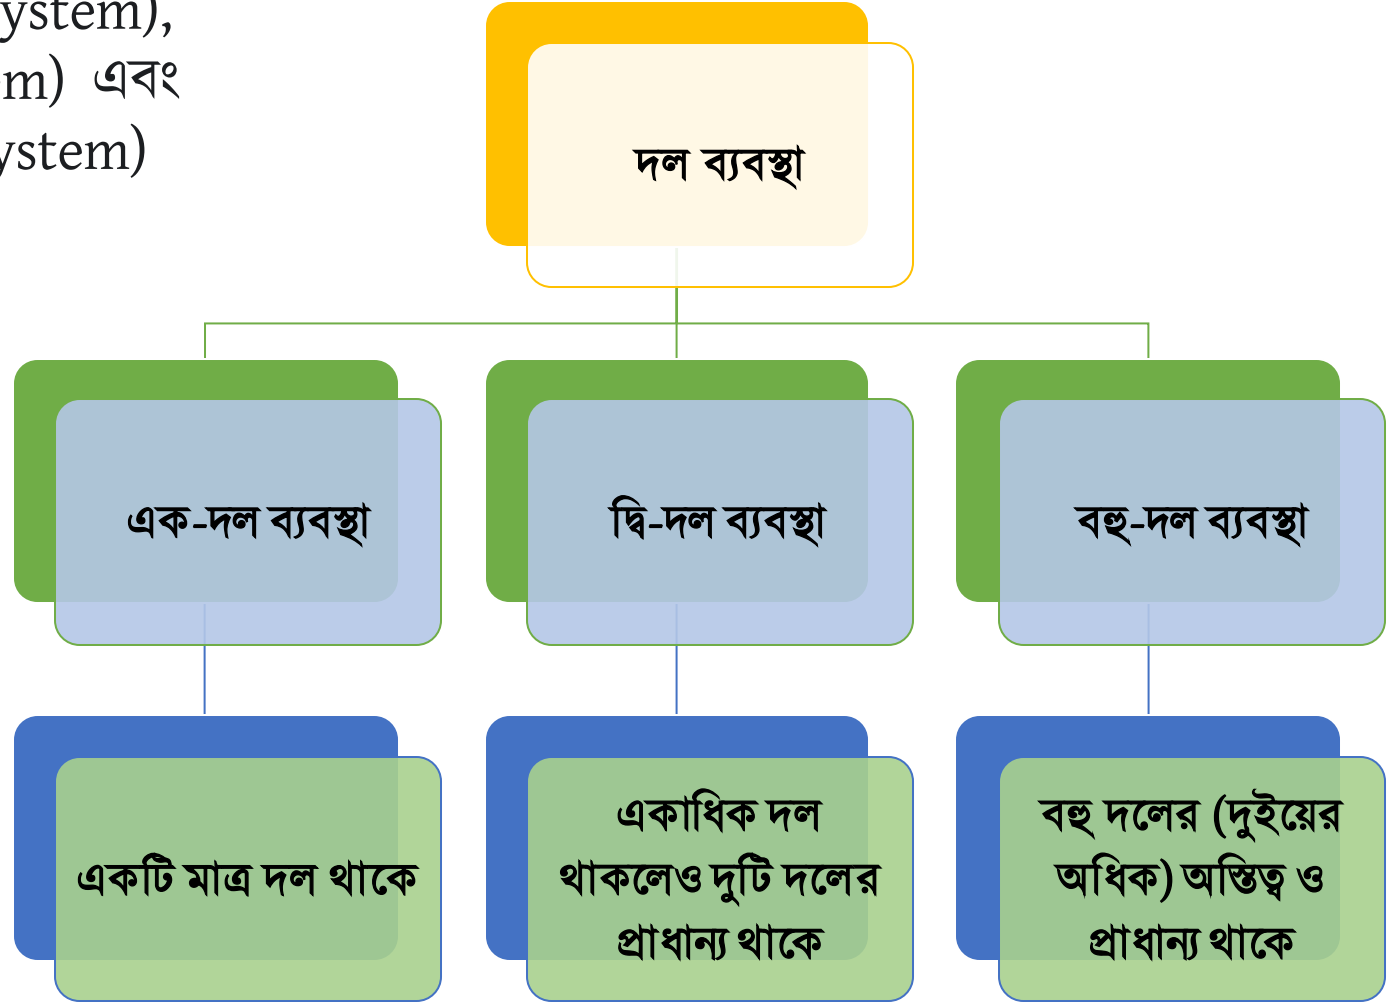 ystem),
em) এবং
ystem)
দল ব্যবস্থা
এক-দল ব্যবস্থা
দ্বি-দল ব্যবস্থা
বহু-দল ব্যবস্থা
একটি মাত্র দল থাকে
একাধিক দল
থাকলেও দুটি দলের
প্রাধান্য থাকে
বহু দলের (দুইয়ের
অধিক) অস্তিত্ব ও
প্রাধান্য থাকে